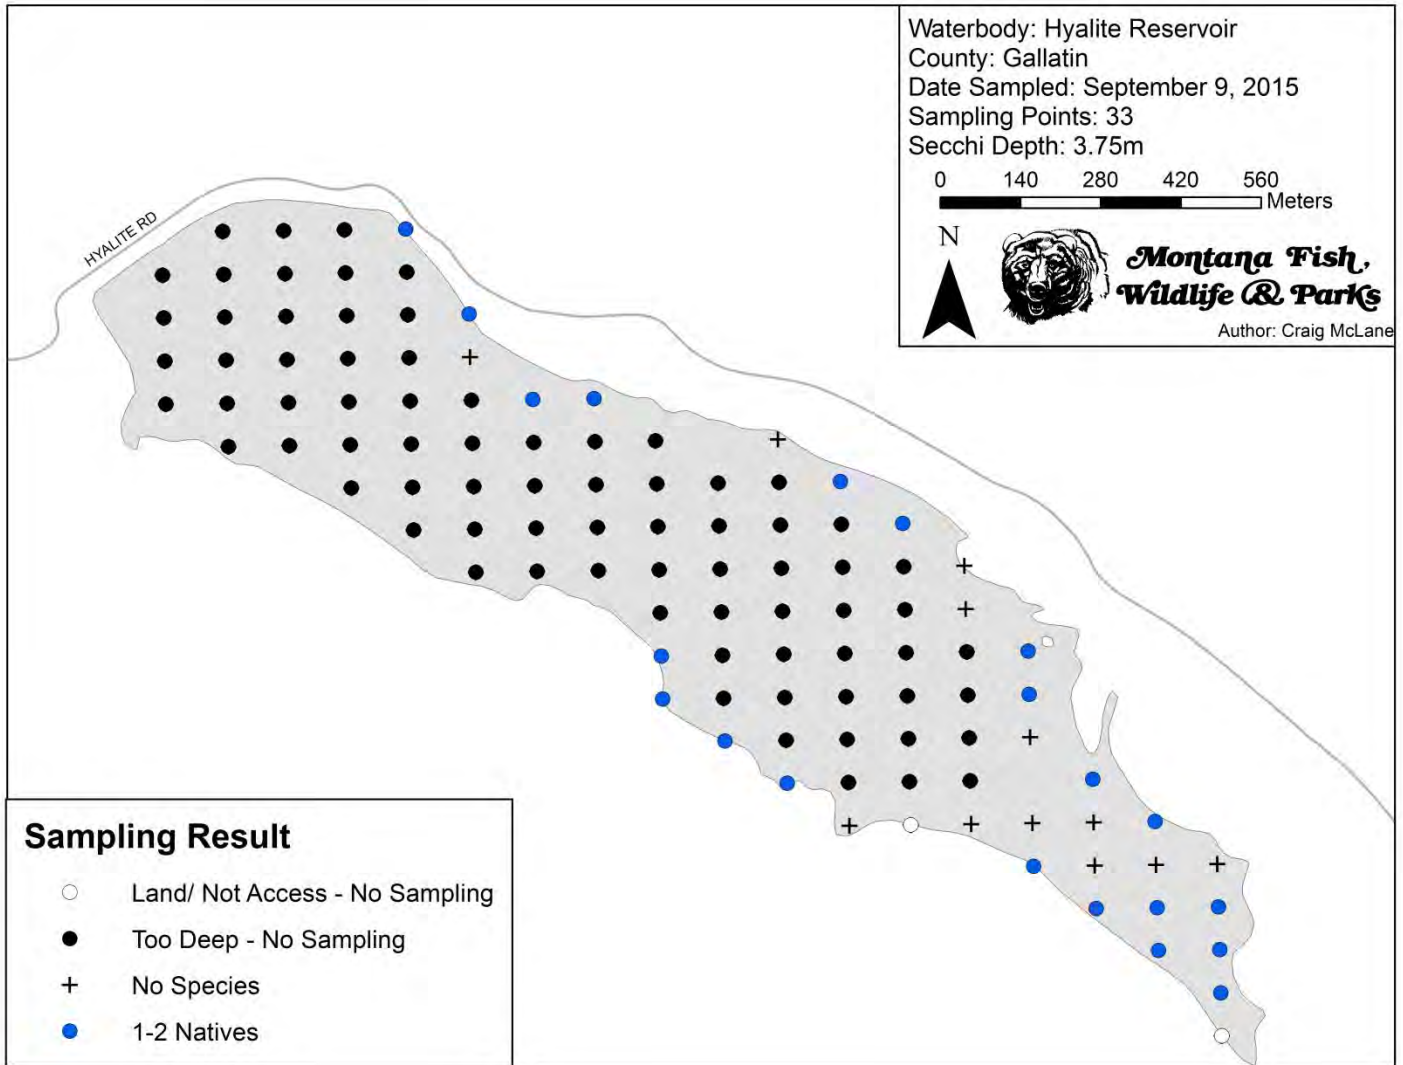 Waterbody: Hyalite Reservoir
County: Gallatin
Date Sampled: September 9, 2015
Sampling Points: 33
Secchi Depth: 3.75m
0 140 280 420 560
Meters
N
Montana Fish,
Wildlife & Parks
Author: Craig McLane
HYALITE RD
Sampling Result
Land/ Not Access - No Sampling
Too Deep - No Sampling
No Species
1-2 Natives